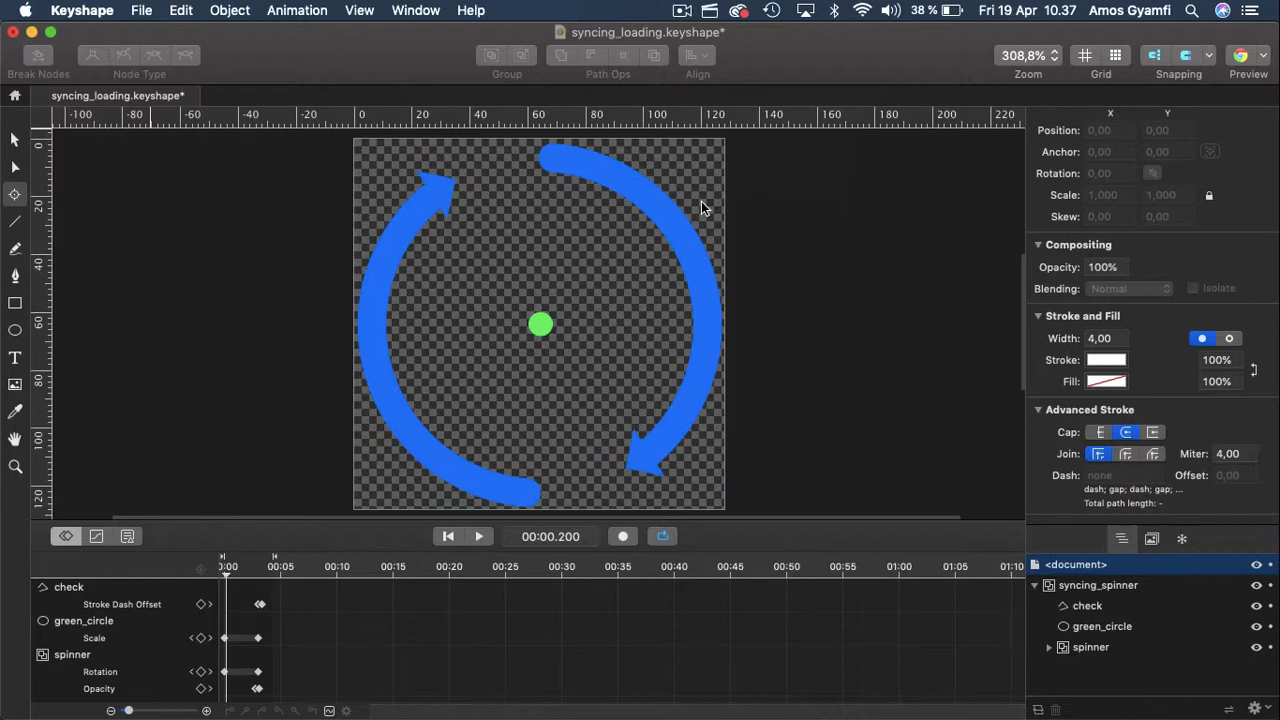 Keyshape File Edit Object Animation View Window Help 38 % Fri 19 Apr 10.37 Amos Gyamfi
syncing_loading.keyshape*
308,8%
Break Nodes Node Type Group Path Ops Align Zoom Grid Snapping Preview
syncing_loading.keyshape*
-100 -80 -60 -40 -20 0 20 40 60 80 100 120 140 160 180 200 220
0
20
40
60
80
100
120
X Y
Position: 0,00 0,00
Anchor: 0,00 0,00
Rotation: 0,00
Scale: 1,000 1,000
Skew: 0,00 0,00
Compositing
Opacity: 100%
Blending: Normal Isolate
Stroke and Fill
Width: 4,00
Stroke: 100%
Fill: 100%
Advanced Stroke
Cap:
Join: Miter: 4,00
Dash: none Offset: 0,00
dash; gap; dash; gap; ...
Total path length: -
00:00.200
0:00 00:05 00:10 00:15 00:20 00:25 00:30 00:35 00:40 00:45 00:50 00:55 01:00 01:05 01:10
check
Stroke Dash Offset
green_circle
Scale
spinner
Rotation
Opacity
<document>
syncing_spinner
check
green_circle
spinner